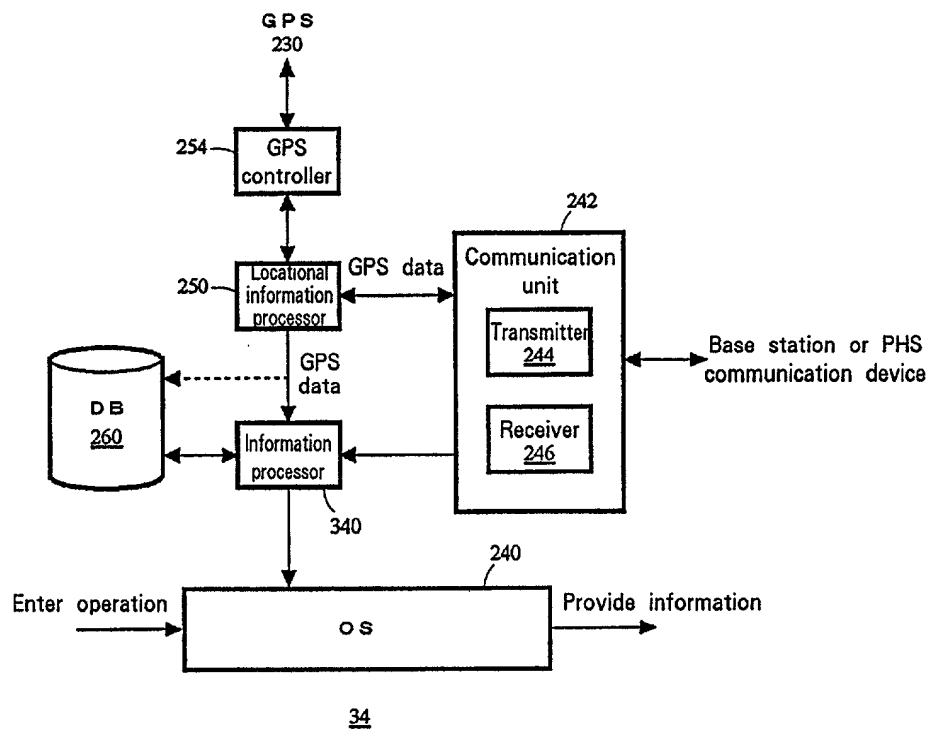 GPS
230
254
GPS
controller
242
250
Locational
information
processor
GPS data
Communication
unit
Transmitter
244
Base station or PHS
communication device
GPS
data
DB
260
Receiver
246
Information
processor
340
240
Enter operation
OS
Provide information
34